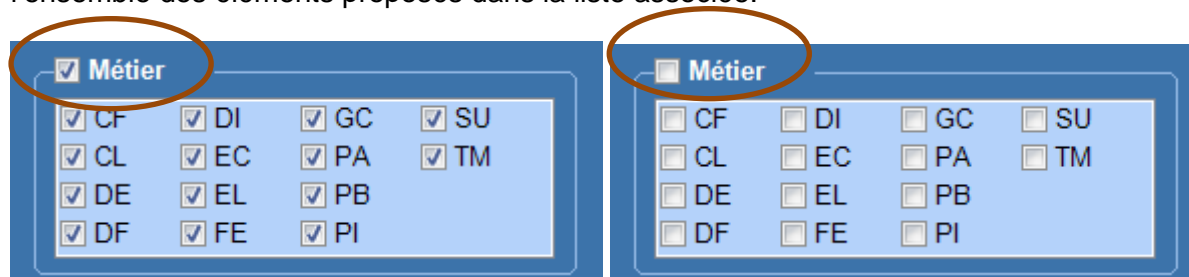 l'ensemble des éléments proposés dans la liste associée.
Métier
CF DI GC SU
CL EC PA TM
DE EL PB
DF FE PI
Métier
CF DI GC SU
CL EC PA TM
DE EL PB
DF FE PI